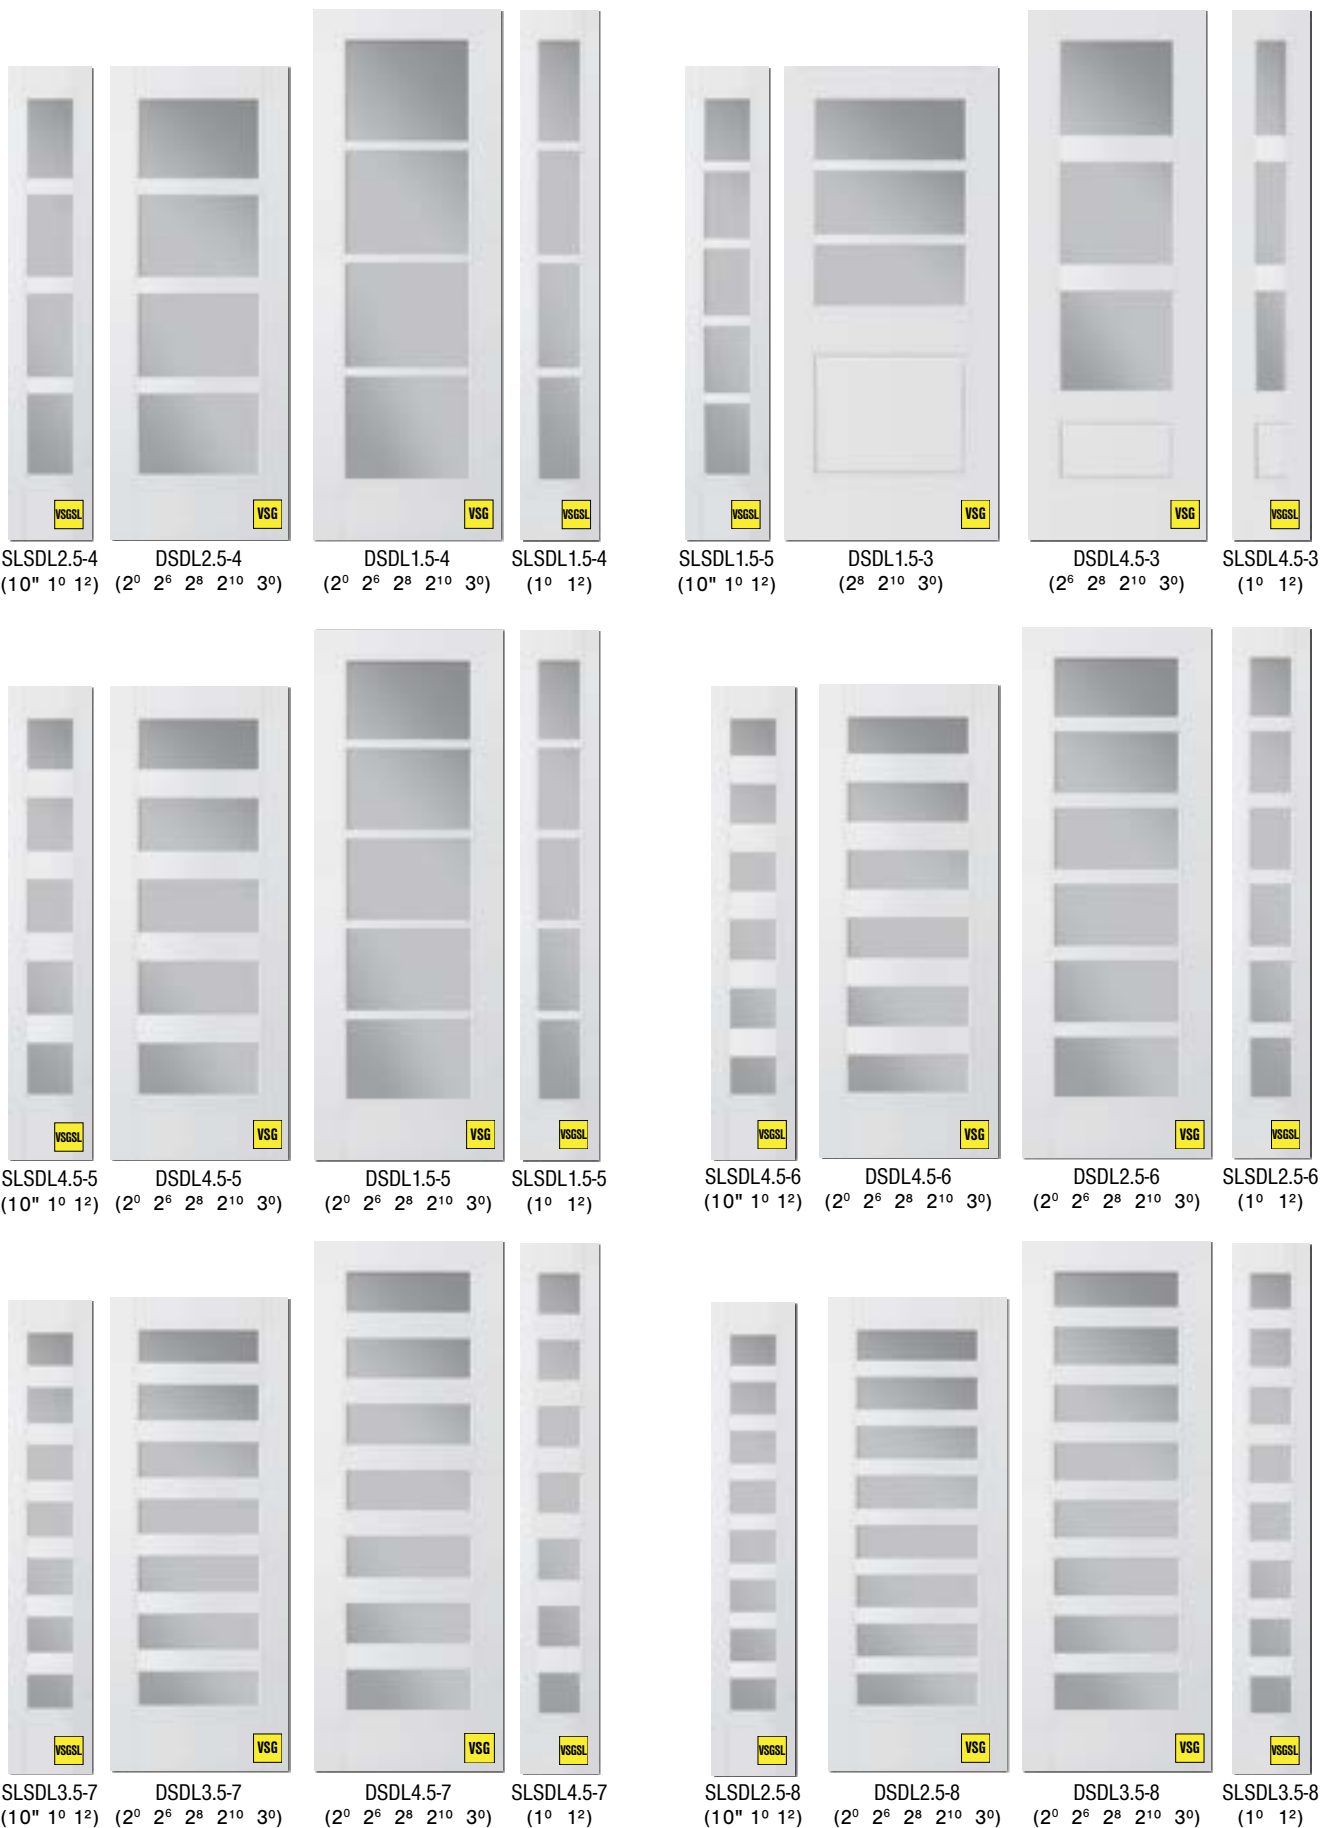 VSGSL VSG VSG VSGSL VSGSL VSG VSG VSGSL
SLSDL2.5-4 DSDL2.5-4 DSDL1.5-4 SLSDL1.5-4 SLSDL1.5-5 DSDL1.5-3 DSDL4.5-3 SLSDL4.5-3
(10" 1⁰ 1²) (2⁰ 2⁶ 2⁸ 2¹⁰ 3⁰) (2⁰ 2⁶ 2⁸ 2¹⁰ 3⁰) (1⁰ 1²) (10" 1⁰ 1²) (2⁸ 2¹⁰ 3⁰) (2⁶ 2⁸ 2¹⁰ 3⁰) (1⁰ 1²)
VSGSL VSG VSG VSGSL VSGSL VSG VSG VSGSL
SLSDL4.5-5 DSDL4.5-5 DSDL1.5-5 SLSDL1.5-5 SLSDL4.5-6 DSDL4.5-6 DSDL2.5-6 SLSDL2.5-6
(10" 1⁰ 1²) (2⁰ 2⁶ 2⁸ 2¹⁰ 3⁰) (2⁰ 2⁶ 2⁸ 2¹⁰ 3⁰) (1⁰ 1²) (10" 1⁰ 1²) (2⁰ 2⁶ 2⁸ 2¹⁰ 3⁰) (2⁰ 2⁶ 2⁸ 2¹⁰ 3⁰) (1⁰ 1²)
VSGSL VSG VSG VSGSL VSGSL VSG VSG VSGSL
SLSDL3.5-7 DSDL3.5-7 DSDL4.5-7 SLSDL4.5-7 SLSDL2.5-8 DSDL2.5-8 DSDL3.5-8 SLSDL3.5-8
(10" 1⁰ 1²) (2⁰ 2⁶ 2⁸ 2¹⁰ 3⁰) (2⁰ 2⁶ 2⁸ 2¹⁰ 3⁰) (1⁰ 1²) (10" 1⁰ 1²) (2⁰ 2⁶ 2⁸ 2¹⁰ 3⁰) (2⁰ 2⁶ 2⁸ 2¹⁰ 3⁰) (1⁰ 1²)